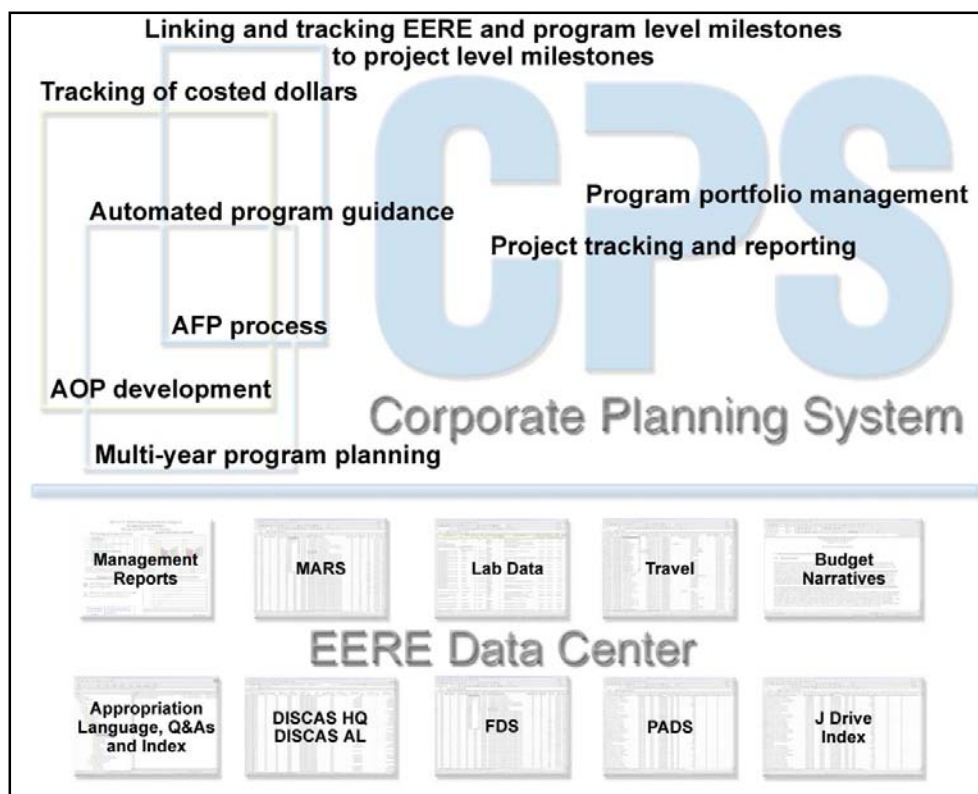 Linking and tracking EERE and program level milestones
to project level milestones
Tracking of costed dollars
CPS
Program portfolio management
Automated program guidance
Project tracking and reporting
AFP process
AOP development
Corporate Planning System
Multi-year program planning
Management
Reports
MARS
Lab Data
Travel
Budget
Narratives
EERE Data Center
Appropriation
Language, Q&As
and Index
DISCAS HQ
DISCAS AL
FDS
PADS
J Drive
Index